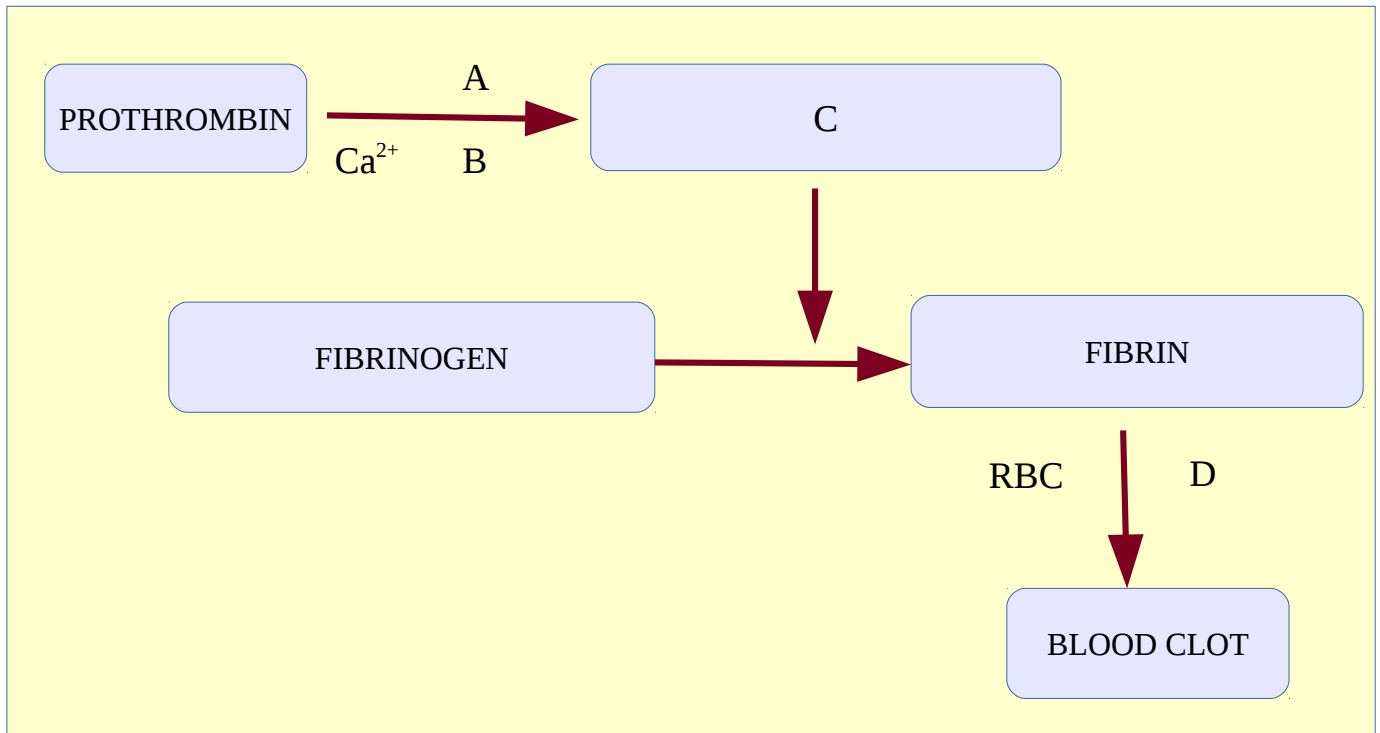 A
PROTHROMBIN
C
Ca²⁺ B
FIBRINOGEN
FIBRIN
RBC D
BLOOD CLOT